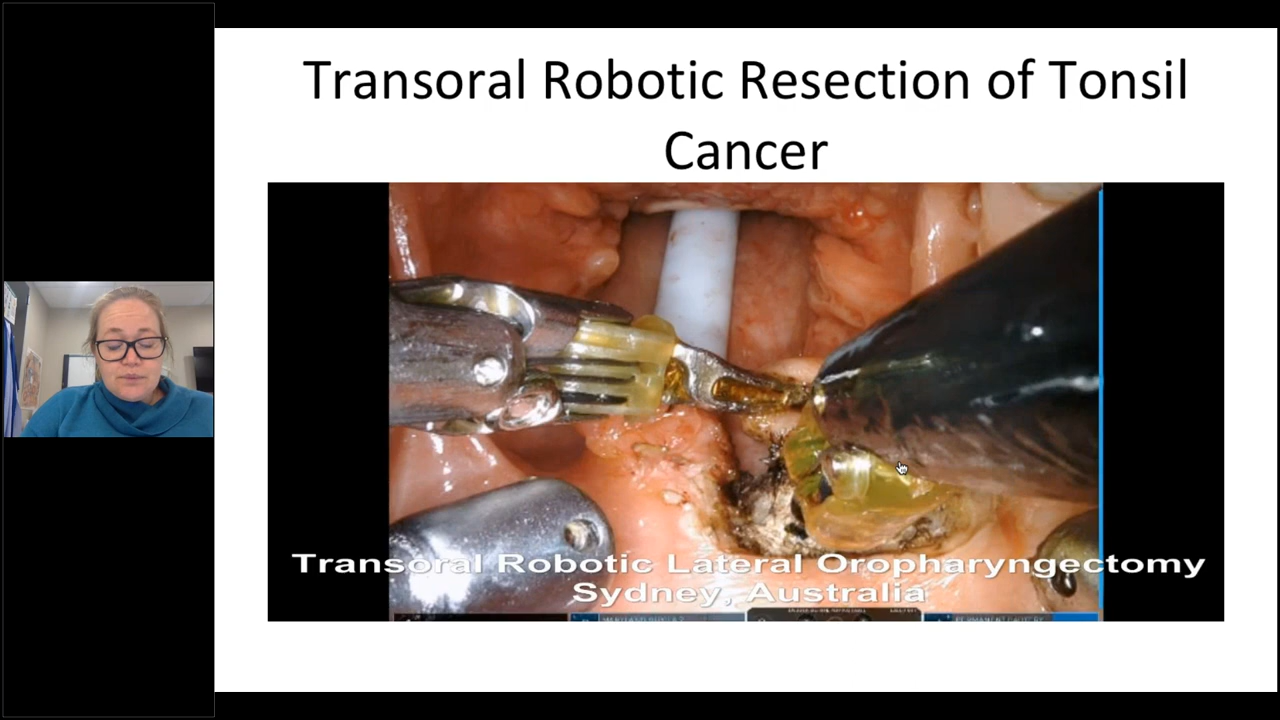 Transoral Robotic Resection of Tonsil
Cancer
Transoral Robotic Lateral Oropharyngectomy
Sydney, Australia